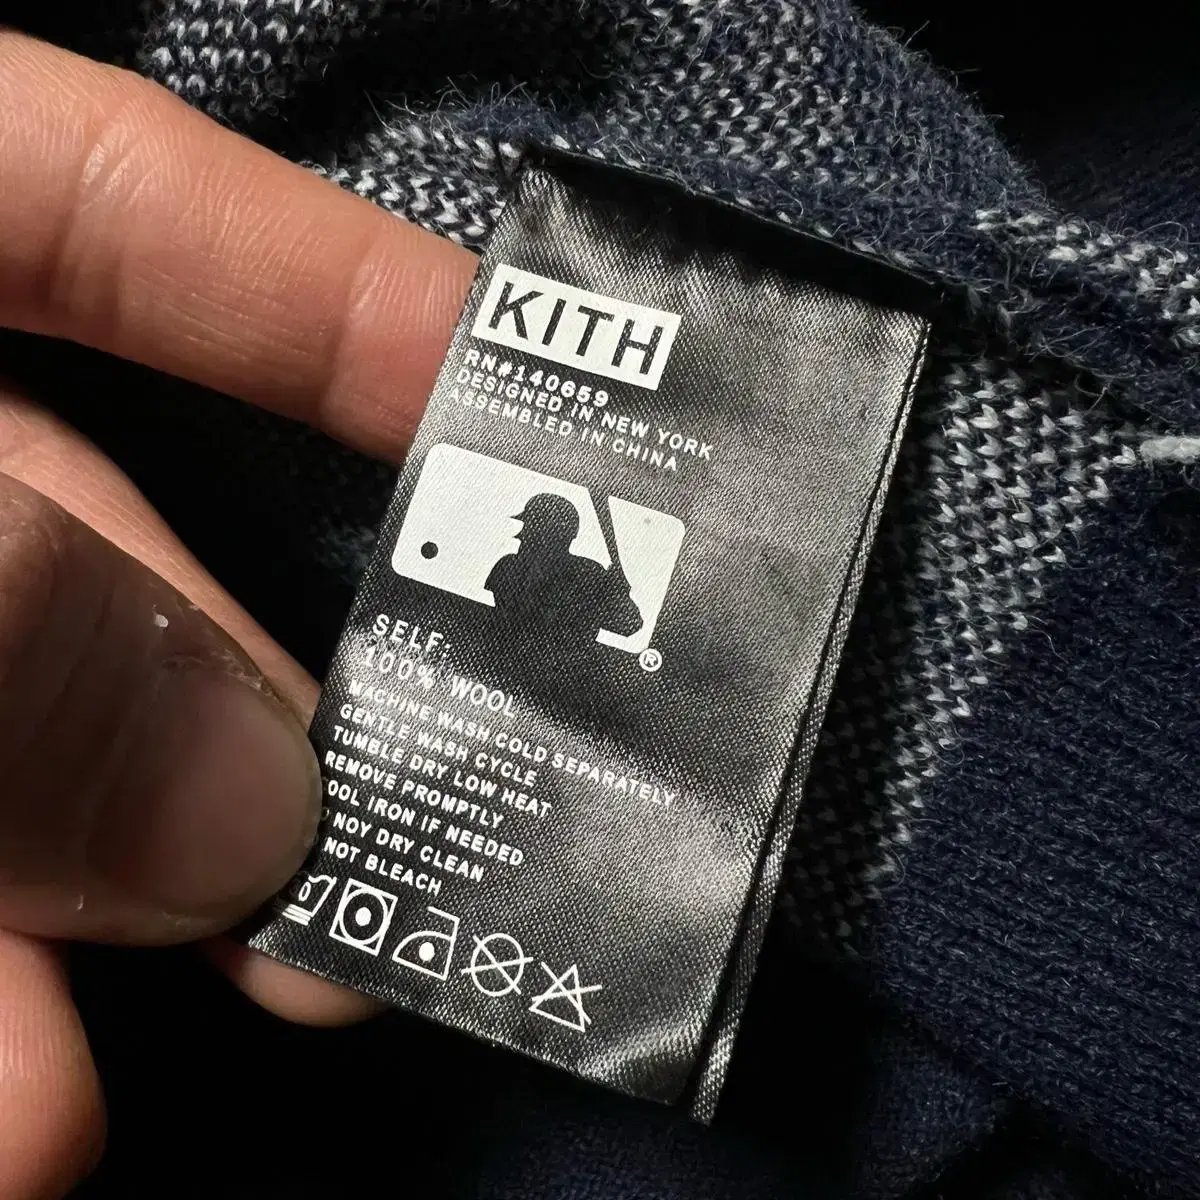 KITH
RN#140659
DESIGNED IN NEW YORK
ASSEMBLED IN CHINA
®
SELF:
100% WOOL
MACHINE WASH COLD SEPARATELY
GENTLE WASH CYCLE
TUMBLE DRY LOW HEAT
REMOVE PROMPTLY
OOL IRON IF NEEDED
NOY DRY CLEAN
NOT BLEACH